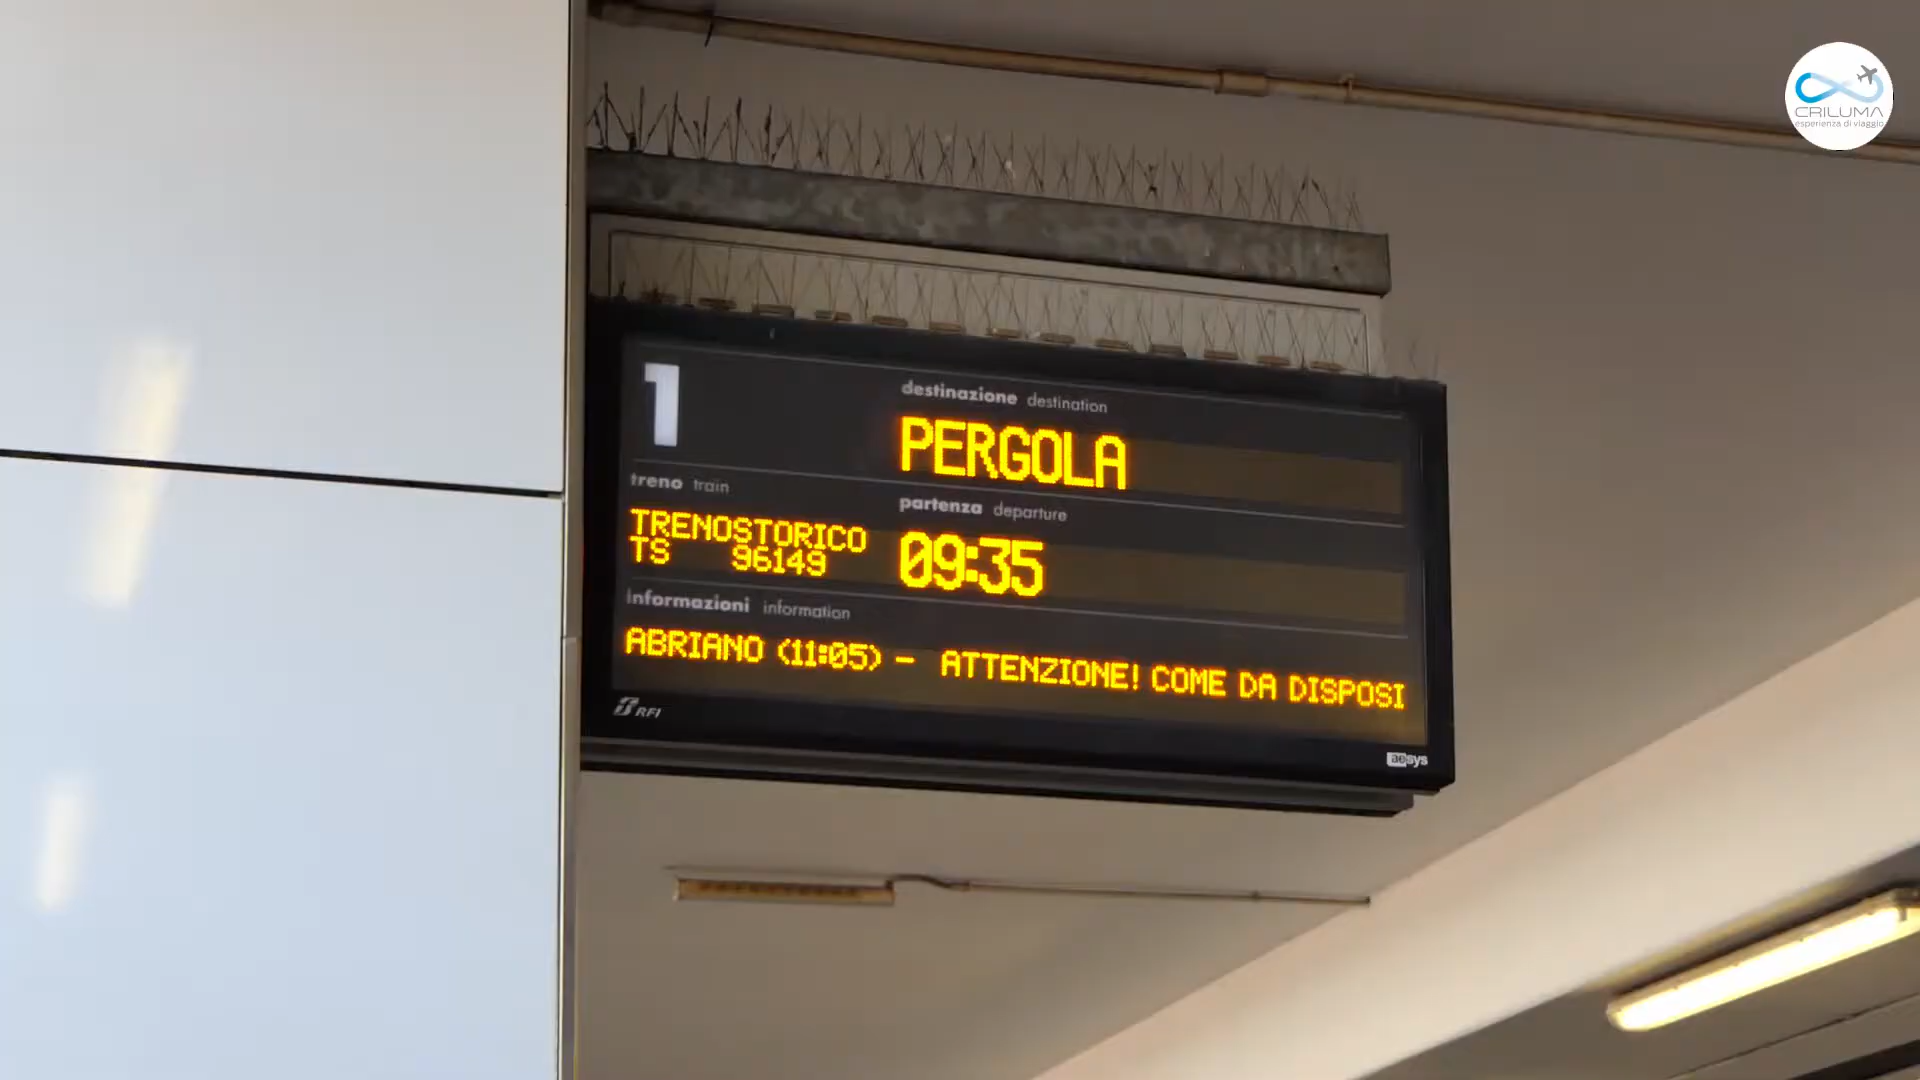 CRILUMA
esperienza di viaggio
1
destinazione destination
PERGOLA
treno train
partenza departure
TRENOSTORICO
TS 96149
09:35
informazioni information
ABRIANO (11:05) - ATTENZIONE! COME DA DISPOSI
RFI
aesys